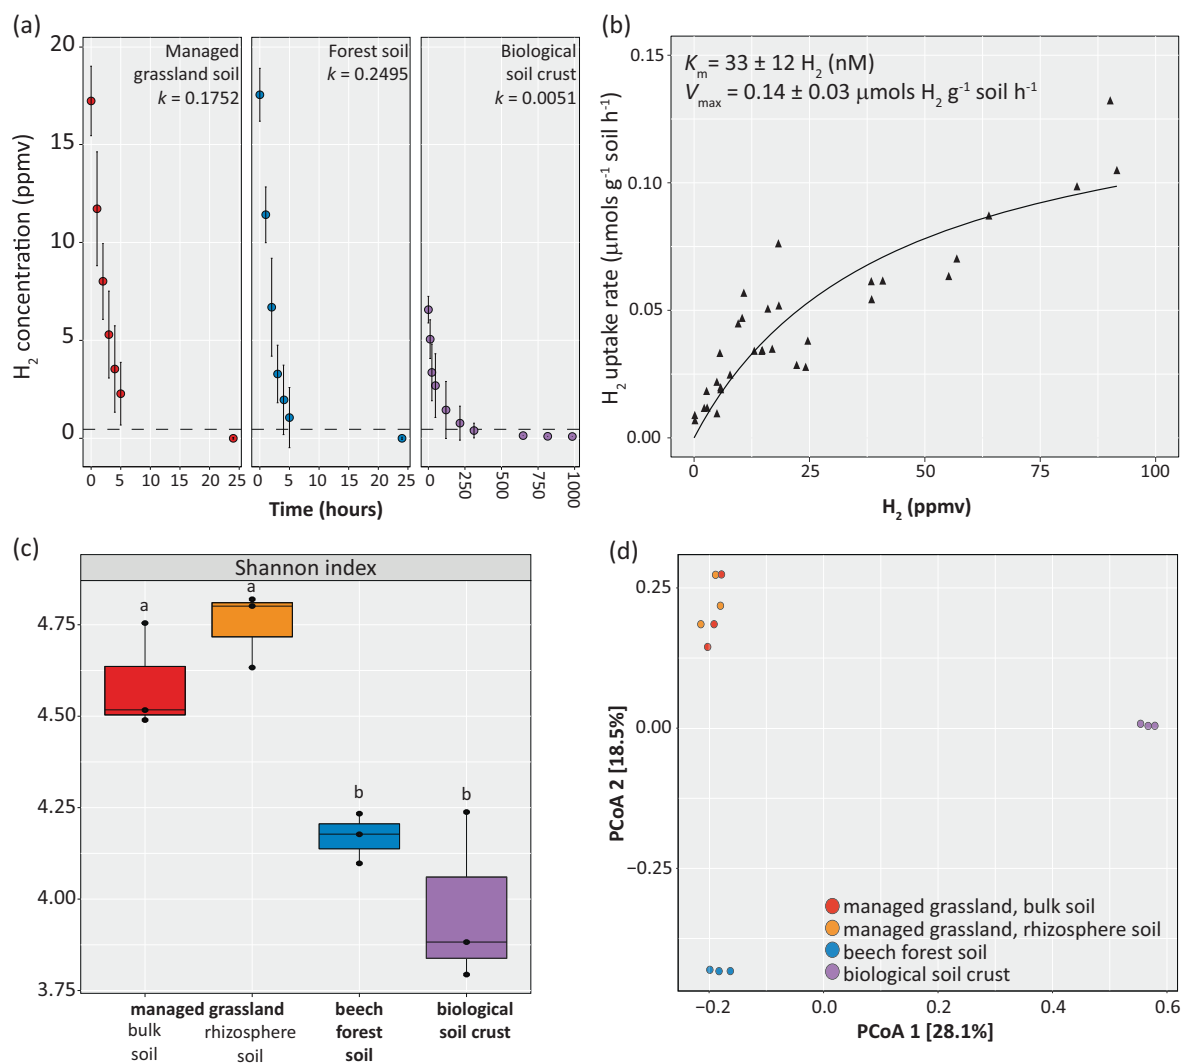 (a)
20
15
10
5
0
H₂ concentration (ppmv)
Managed
grassland soil
k = 0.1752
Forest soil
k = 0.2495
Biological
soil crust
k = 0.0051
0 5 10 15 20 25
0 5 10 15 20 25
0 250 500 750 1000
Time (hours)
(b)
Kₘ= 33 ± 12 H₂ (nM)
Vmax = 0.14 ± 0.03 µmols H₂ g⁻¹ soil h⁻¹
0.15
0.10
0.05
0.00
H₂ uptake rate (µmols g⁻¹ soil h⁻¹)
0 25 50 75 100
H₂ (ppmv)
(c)
Shannon index
a
a
b
b
4.75
4.50
4.25
4.00
3.75
managed grassland
bulk
soil
rhizosphere
soil
beech
forest
soil
biological
soil crust
(d)
0.25
0.00
−0.25
PCoA 2 [18.5%]
managed grassland, bulk soil
managed grassland, rhizosphere soil
beech forest soil
biological soil crust
−0.2 0.0 0.2 0.4 0.6
PCoA 1 [28.1%]